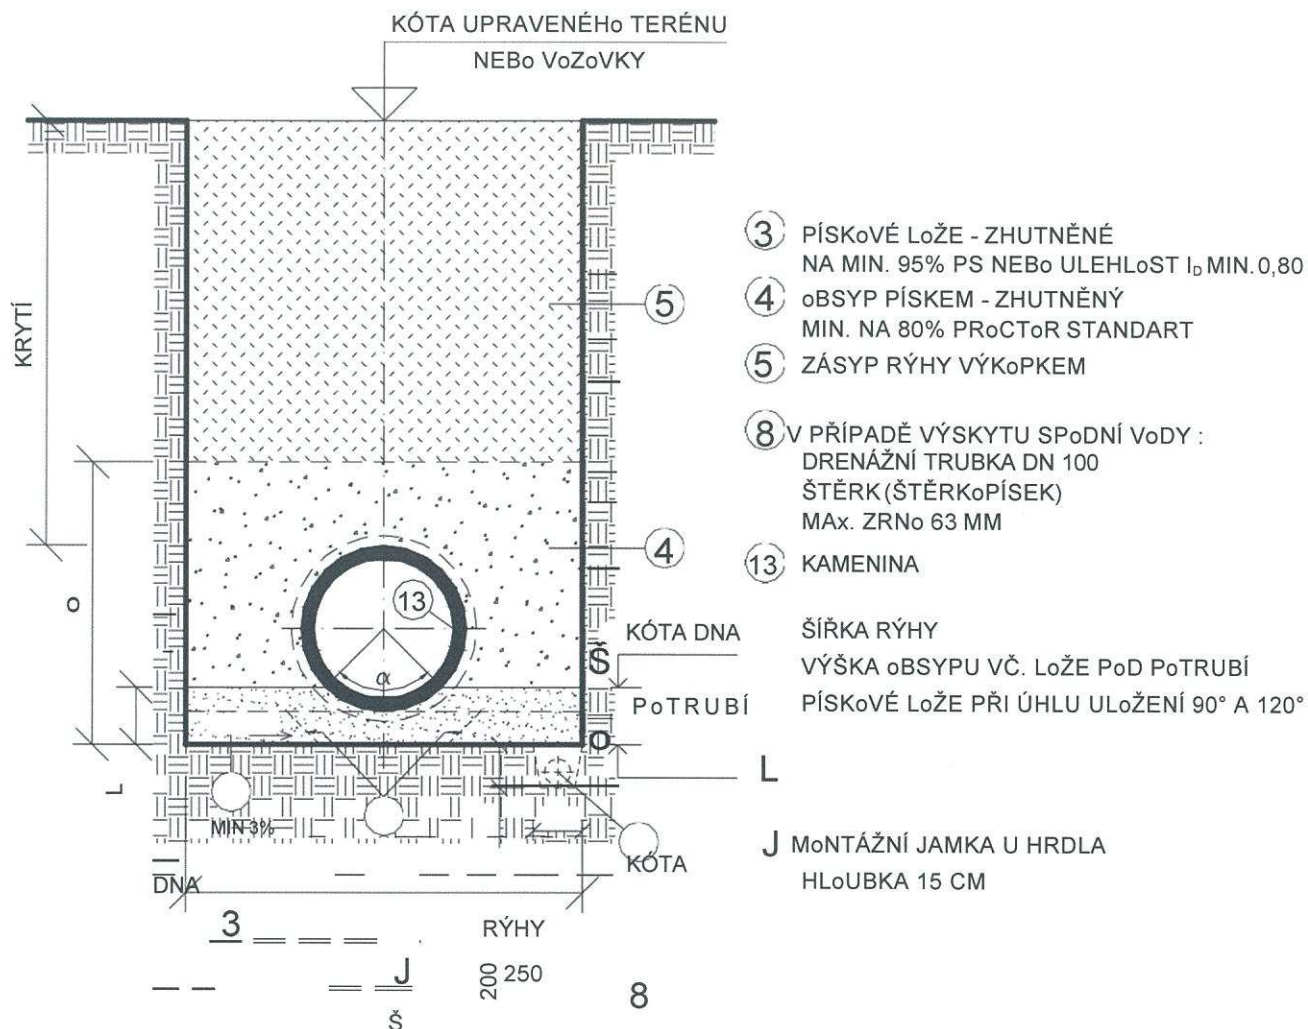 KÓTA UPRAVENÉHo TERÉNU
NEBo VoZoVKY
KRYTÍ
5
3 PÍSKoVÉ LoŽE - ZHUTNĚNÉ
NA MIN. 95% PS NEBo ULEHLoST ID MIN. 0,80
4 oBSYP PÍSKEM - ZHUTNĚNÝ
MIN. NA 80% PRoCToR STANDART
5 ZÁSYP RÝHY VÝKoPKEM
8 V PŘÍPADĚ VÝSKYTU SPoDNÍ VoDY :
DRENÁŽNÍ TRUBKA DN 100
ŠTĚRK (ŠTĚRKoPÍSEK)
MAx. ZRNo 63 MM
4
13 KAMENINA
13
O
α
KÓTA DNA
PoTRUBÍ
Š ŠÍŘKA RÝHY
VÝŠKA oBSYPU VČ. LoŽE PoD PoTRUBÍ
O PÍSKoVÉ LoŽE PŘI ÚHLU ULoŽENÍ 90° A 120°
L
L
MIN 3%
J MoNTÁŽNÍ JAMKA U HRDLA
HLoUBKA 15 CM
KÓTA
DNA
RÝHY
3
J
200 250
8
Š